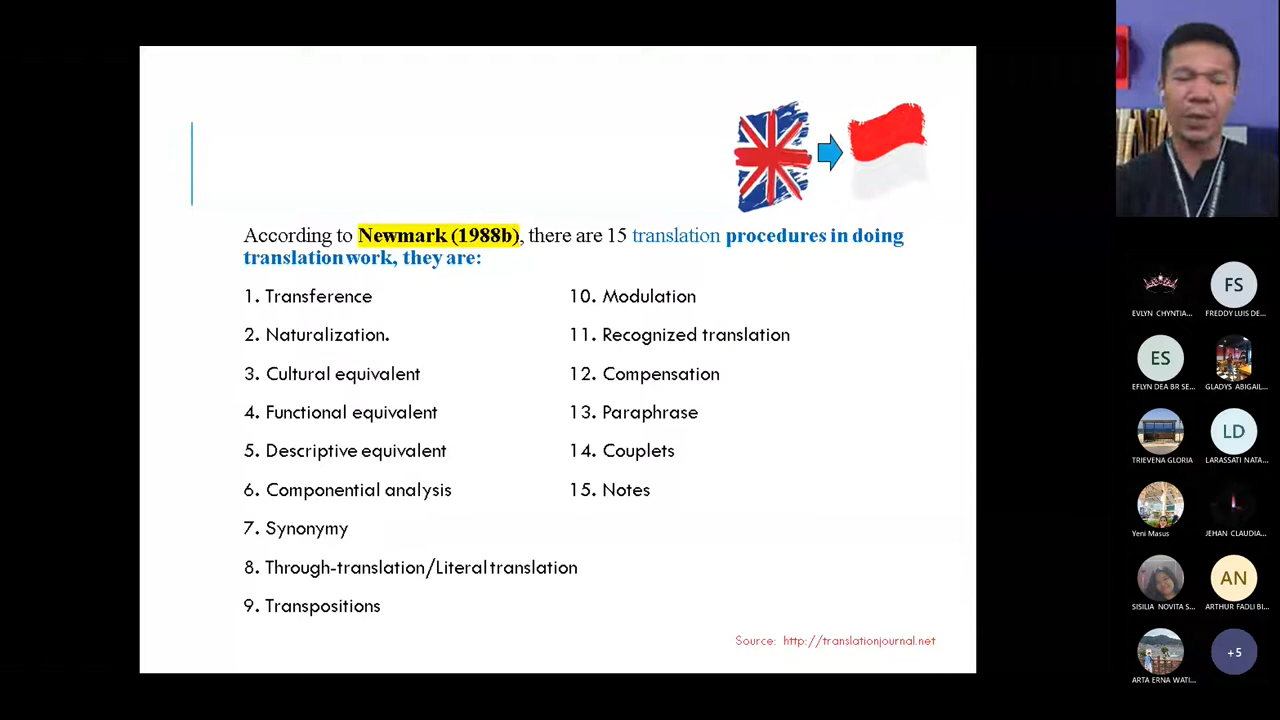 According to Newmark (1988b), there are 15 translation procedures in doing
translation work, they are:
1. Transference
2. Naturalization.
3. Cultural equivalent
4. Functional equivalent
5. Descriptive equivalent
6. Componential analysis
7. Synonymy
8. Through-translation/Literal translation
9. Transpositions
10. Modulation
11. Recognized translation
12. Compensation
13. Paraphrase
14. Couplets
15. Notes
Source: http://translationjournal.net
EVLYN CHYNTIA...
FS
FREDDY LUIS DE...
ES
EFLYN DEA BR SE...
GLADYS ABIGAIL...
TRIEVENA GLORIA
LD
LARASSATI NATA...
Yeni Masus
JEHAN CLAUDIA...
SISILIA NOVITA S...
AN
ARTHUR FADLI BI...
ARTA ERNA WATI...
+5